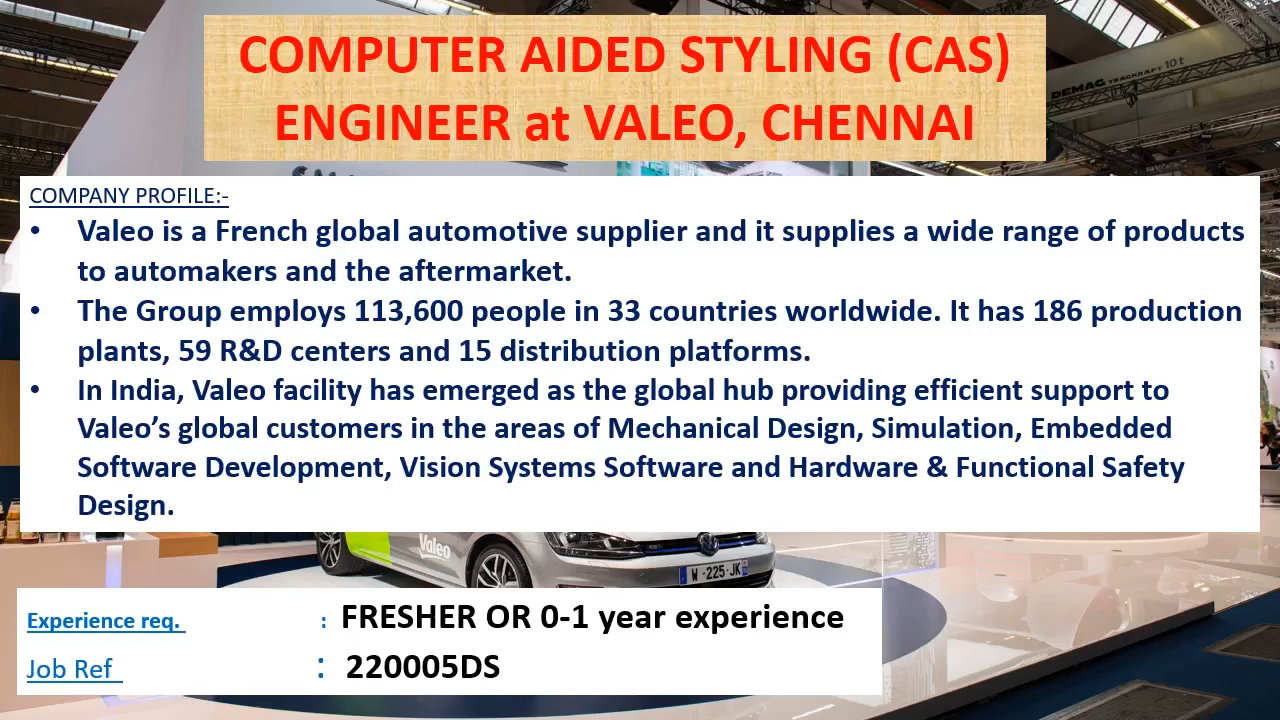 DEMAG TRACKRAFT 10 t
COMPUTER AIDED STYLING (CAS)
ENGINEER at VALEO, CHENNAI
COMPANY PROFILE:-
• Valeo is a French global automotive supplier and it supplies a wide range of products
to automakers and the aftermarket.
• The Group employs 113,600 people in 33 countries worldwide. It has 186 production
plants, 59 R&D centers and 15 distribution platforms.
• In India, Valeo facility has emerged as the global hub providing efficient support to
Valeo’s global customers in the areas of Mechanical Design, Simulation, Embedded
Software Development, Vision Systems Software and Hardware & Functional Safety
Design.
Valeo
W -225-JK
Experience req. : FRESHER OR 0-1 year experience
Job Ref : 220005DS